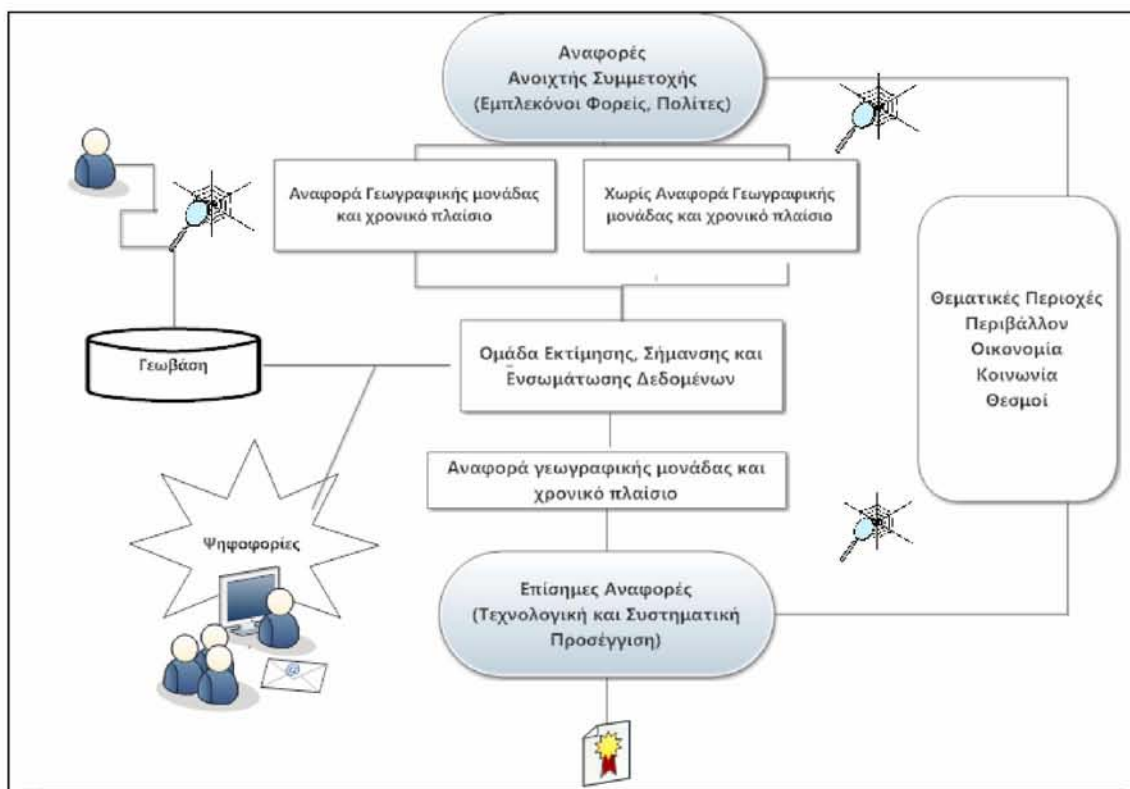 Αναφορές
Ανοιχτής Συμμετοχής
(Εμπλεκόνοι Φορείς, Πολίτες)
Αναφορά Γεωγραφικής μονάδας
και χρονικό πλαίσιο
Χωρίς Αναφορά Γεωγραφικής
μονάδας και χρονικό πλαίσιο
Θεματικές Περιοχές
Περιβάλλον
Οικονομία
Κοινωνία
Θεσμοί
Γεωβάση
Ομάδα Εκτίμησης, Σήμανσης και
Ενσωμάτωσης Δεδομένων
Αναφορά γεωγραφικής μονάδας και
χρονικό πλαίσιο
Ψηφοφορίες
Επίσημες Αναφορές
(Τεχνολογική και Συστηματική
Προσέγγιση)
@